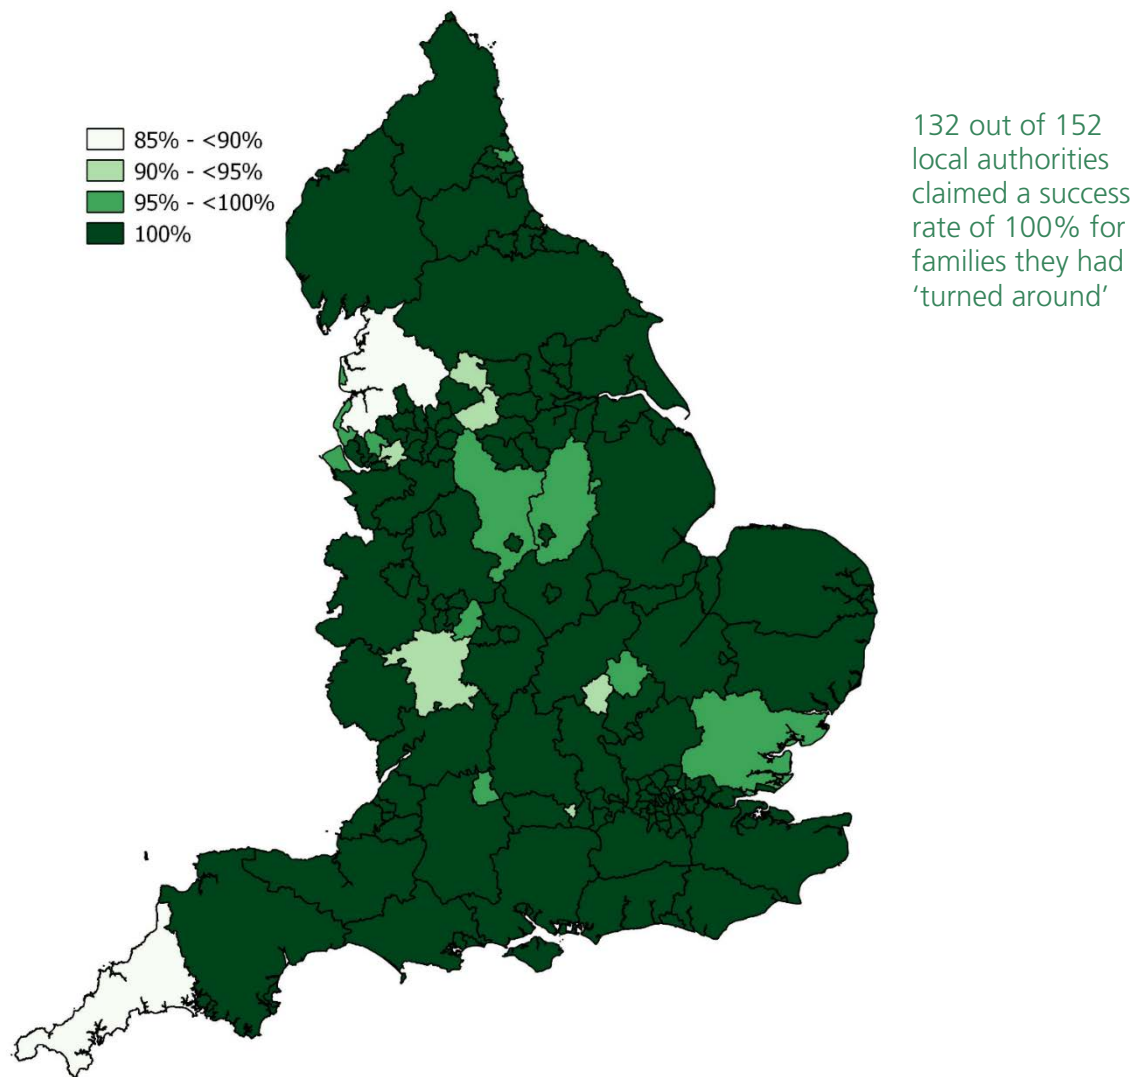 85% - <90%
90% - <95%
95% - <100%
100%
132 out of 152
local authorities
claimed a success
rate of 100% for
families they had
‘turned around’